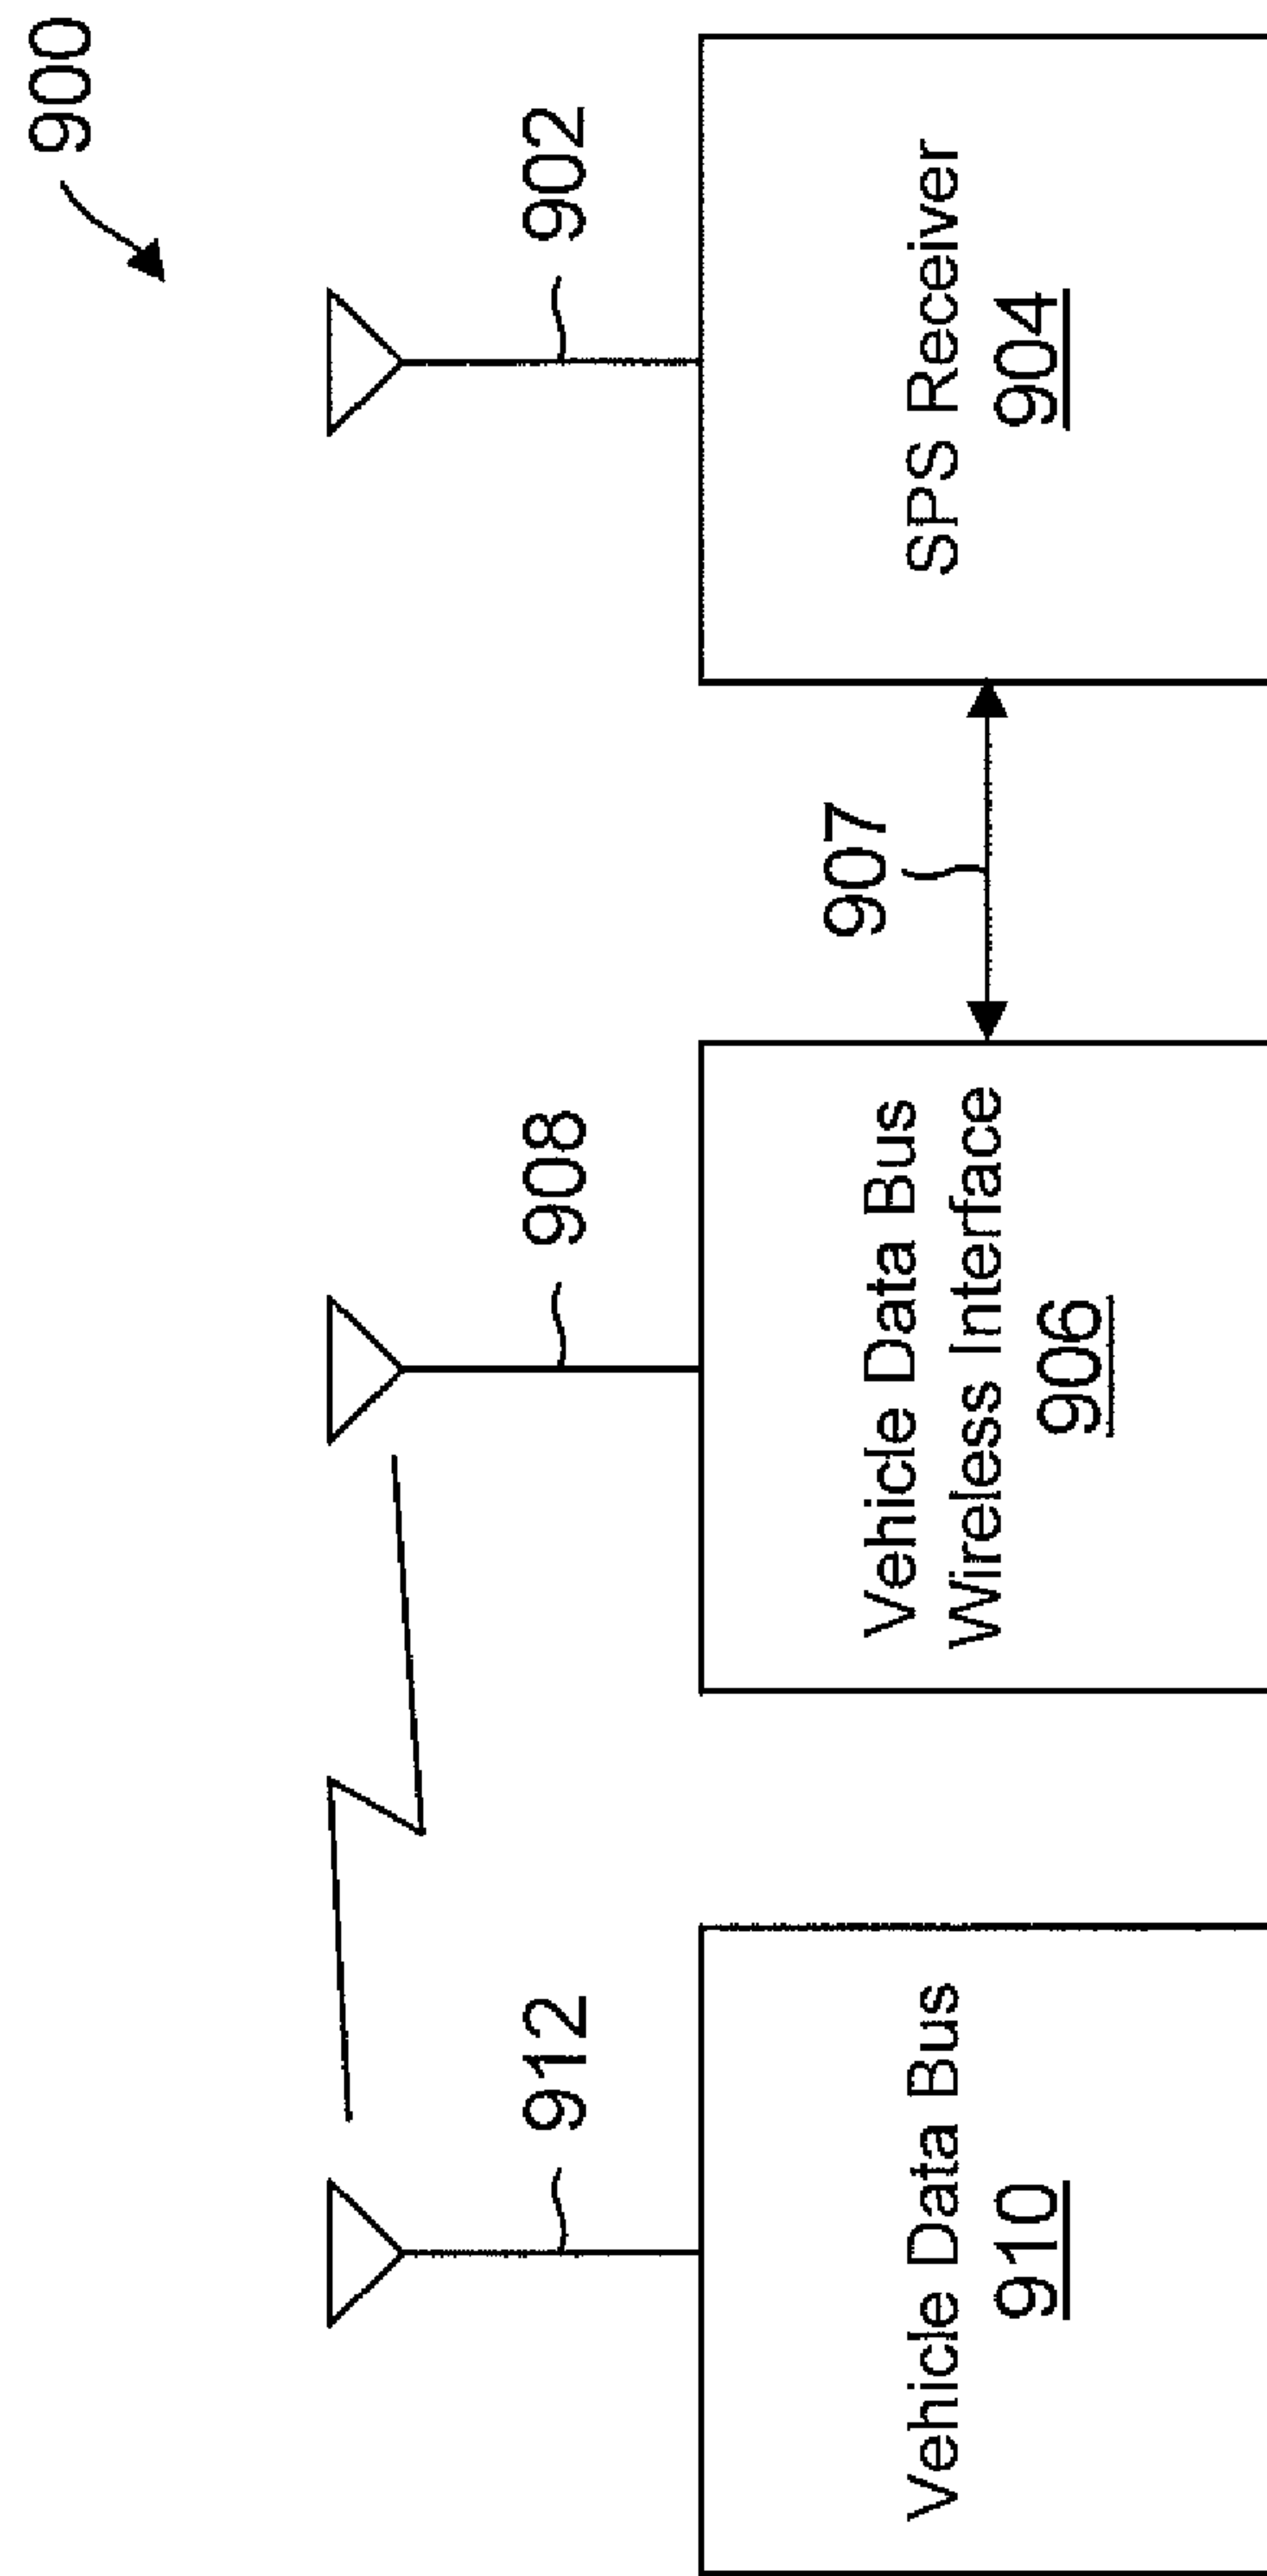 900
912
908
902
907
Vehicle Data Bus
910
Vehicle Data Bus
Wireless Interface
906
SPS Receiver
904